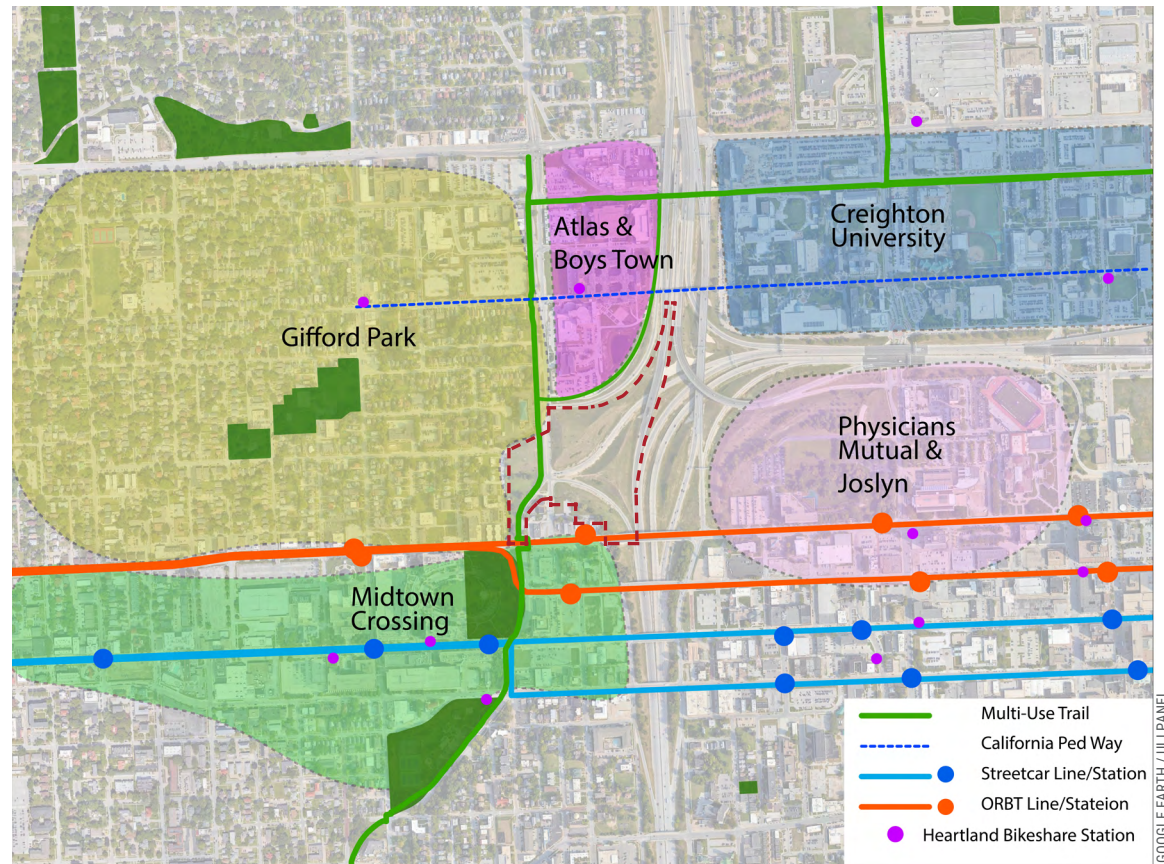 Atlas &
Boys Town
Creighton
University
Gifford Park
Physicians
Mutual &
Joslyn
Midtown
Crossing
Multi-Use Trail
California Ped Way
Streetcar Line/Station
ORBT Line/Stateion
Heartland Bikeshare Station
GOOGLE EARTH / ULI PANEL